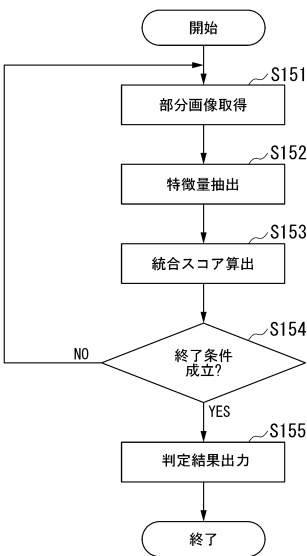 開始
S151
部分画像取得
S152
特徴量抽出
S153
統合スコア算出
S154
終了条件
成立?
NO
YES
S155
判定結果出力
終了